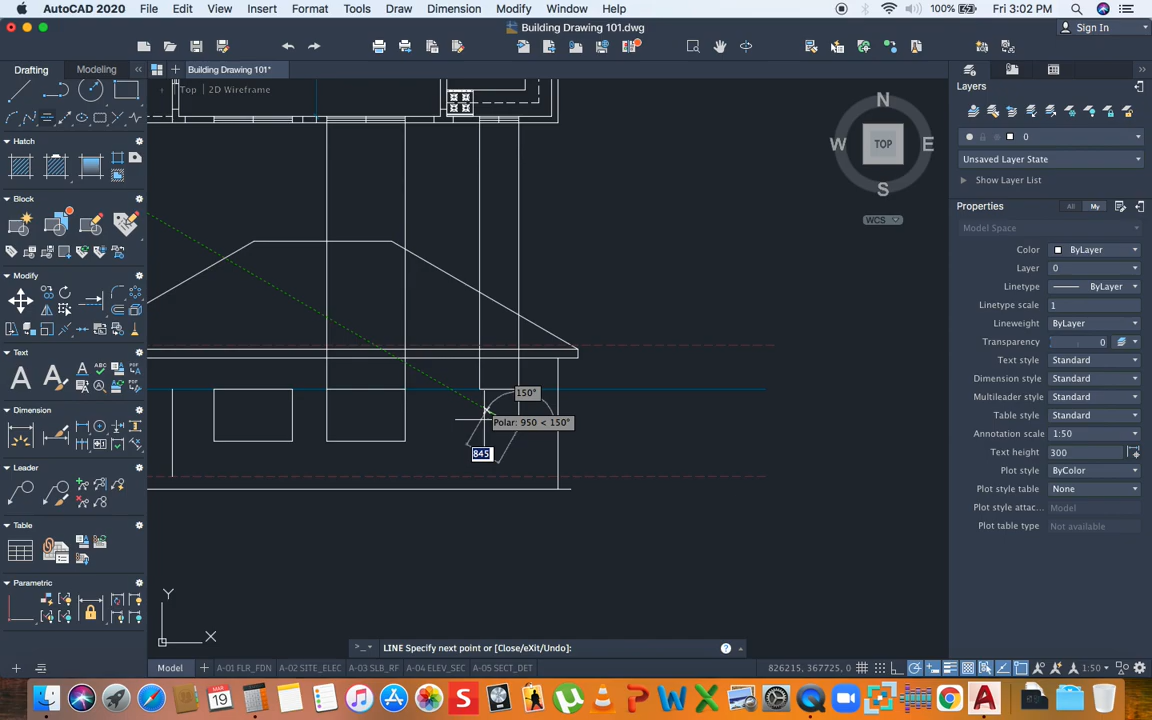 AutoCAD 2020 File Edit View Insert Format Tools Draw Dimension Modify Window Help 100% Fri 3:02 PM
Building Drawing 101.dwg
Sign In
Drafting Modeling
Building Drawing 101*
Top 2D Wireframe
Layers
Hatch
0
Unsaved Layer State
Show Layer List
Block
Properties
All My
Model Space
Color ByLayer
Layer 0
Modify
Linetype ByLayer
Linetype scale 1
Lineweight ByLayer
Transparency 0
Text
Text style Standard
Dimension style Standard
Multileader style Standard
Dimension
Table style Standard
Annotation scale 1:50
Text height 300
Leader
Plot style ByColor
Plot style table None
Plot style attac... Model
Table
Plot table type Not available
Parametric
N
W TOP E
S
WCS
150°
Polar: 950 < 150°
845
Y
X
LINE Specify next point or [Close/eXit/Undo]:
Model A-01 FLR_FDN A-02 SITE_ELEC A-03 SLB_RF A-04 ELEV_SEC A-05 SECT_DET 826215, 367725, 0 1:50
MAR
19